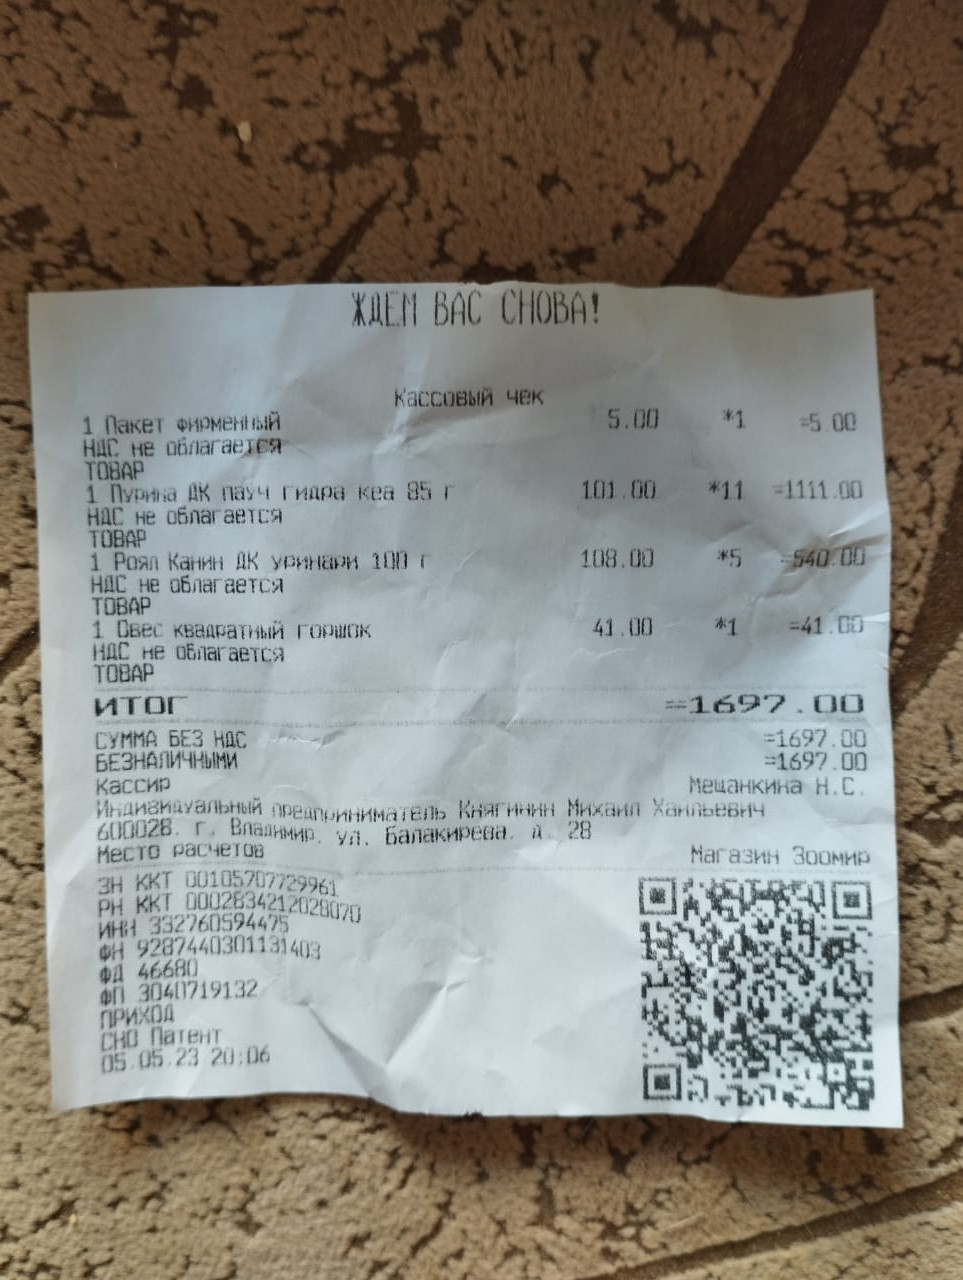 ЖДЕМ ВАС СНОВА!
Кассовый чек
1 Пакет фирменный 5.00 *1 =5.00
НДС не облагается
ТОВАР
1 Пурина ДК пауч гидра кеа 85 г 101.00 *11 =1111.00
НДС не облагается
ТОВАР
1 Роял Канин ДК уринари 100 г 108.00 *5 =540.00
НДС не облагается
ТОВАР
1 Овес квадратный горшок 41.00 *1 =41.00
НДС не облагается
ТОВАР
ИТОГ =1697.00
СУММА БЕЗ НДС =1697.00
БЕЗНАЛИЧНЫМИ =1697.00
Кассир Мещанкина Н.С.
Индивидуальный предприниматель Княгинин Михаил Хаильевич
600028. г. Владимир. ул. Балакирева. д. 28
Место расчетов Магазин Зоомир
ЗН ККТ 00105707729961
РН ККТ 0002834212028070
ИНН 332760594475
ФН 9287440301131403
ФД 46680
ФП 3040719132
ПРИХОД
СНО Патент
05.05.23 20:06